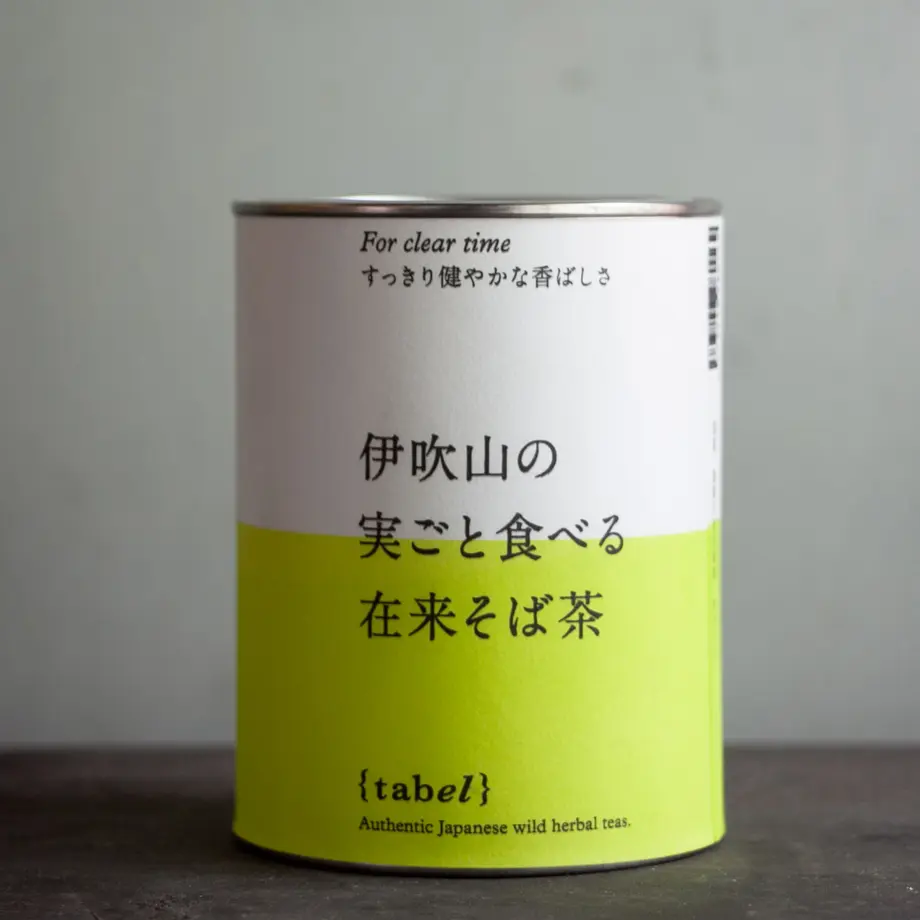 For clear time
すっきり健やかな香ばしさ
伊吹山の
実ごと食べる
在来そば茶
{tabel}
Authentic Japanese wild herbal teas.